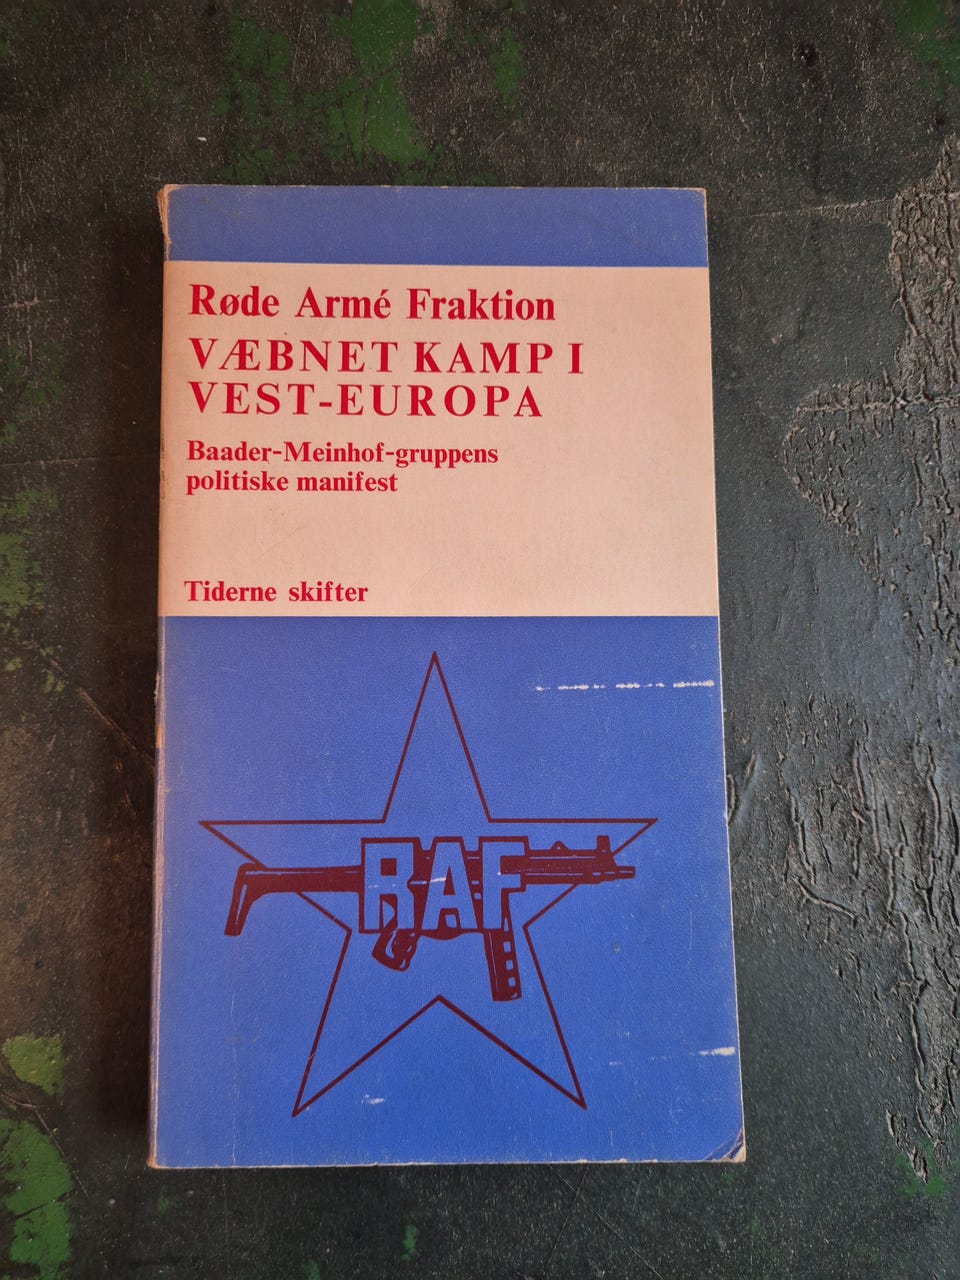 Røde Armé Fraktion
VÆBNET KAMP I
VEST-EUROPA
Baader-Meinhof-gruppens
politiske manifest
Tiderne skifter
RAF